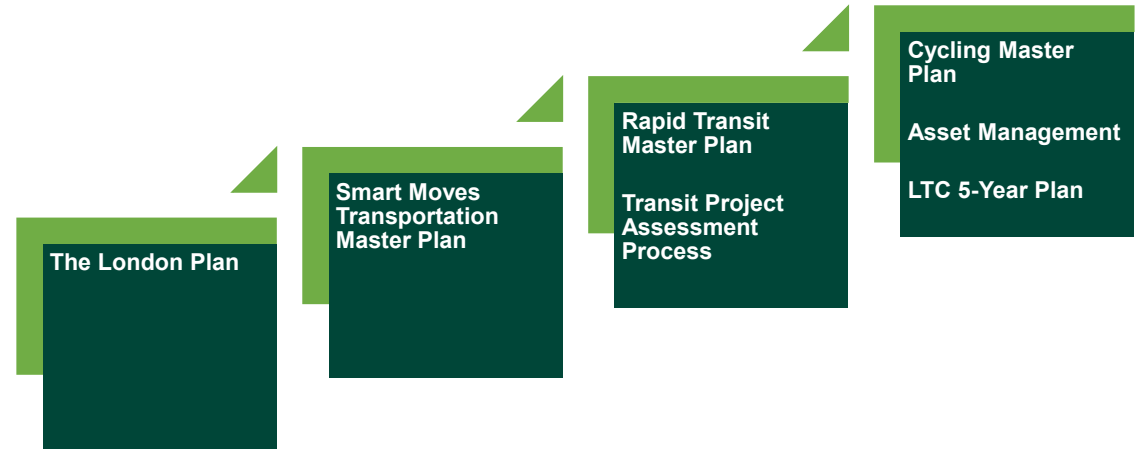 The London Plan
Smart Moves
Transportation
Master Plan
Rapid Transit
Master Plan
Transit Project
Assessment
Process
Cycling Master
Plan
Asset Management
LTC 5-Year Plan